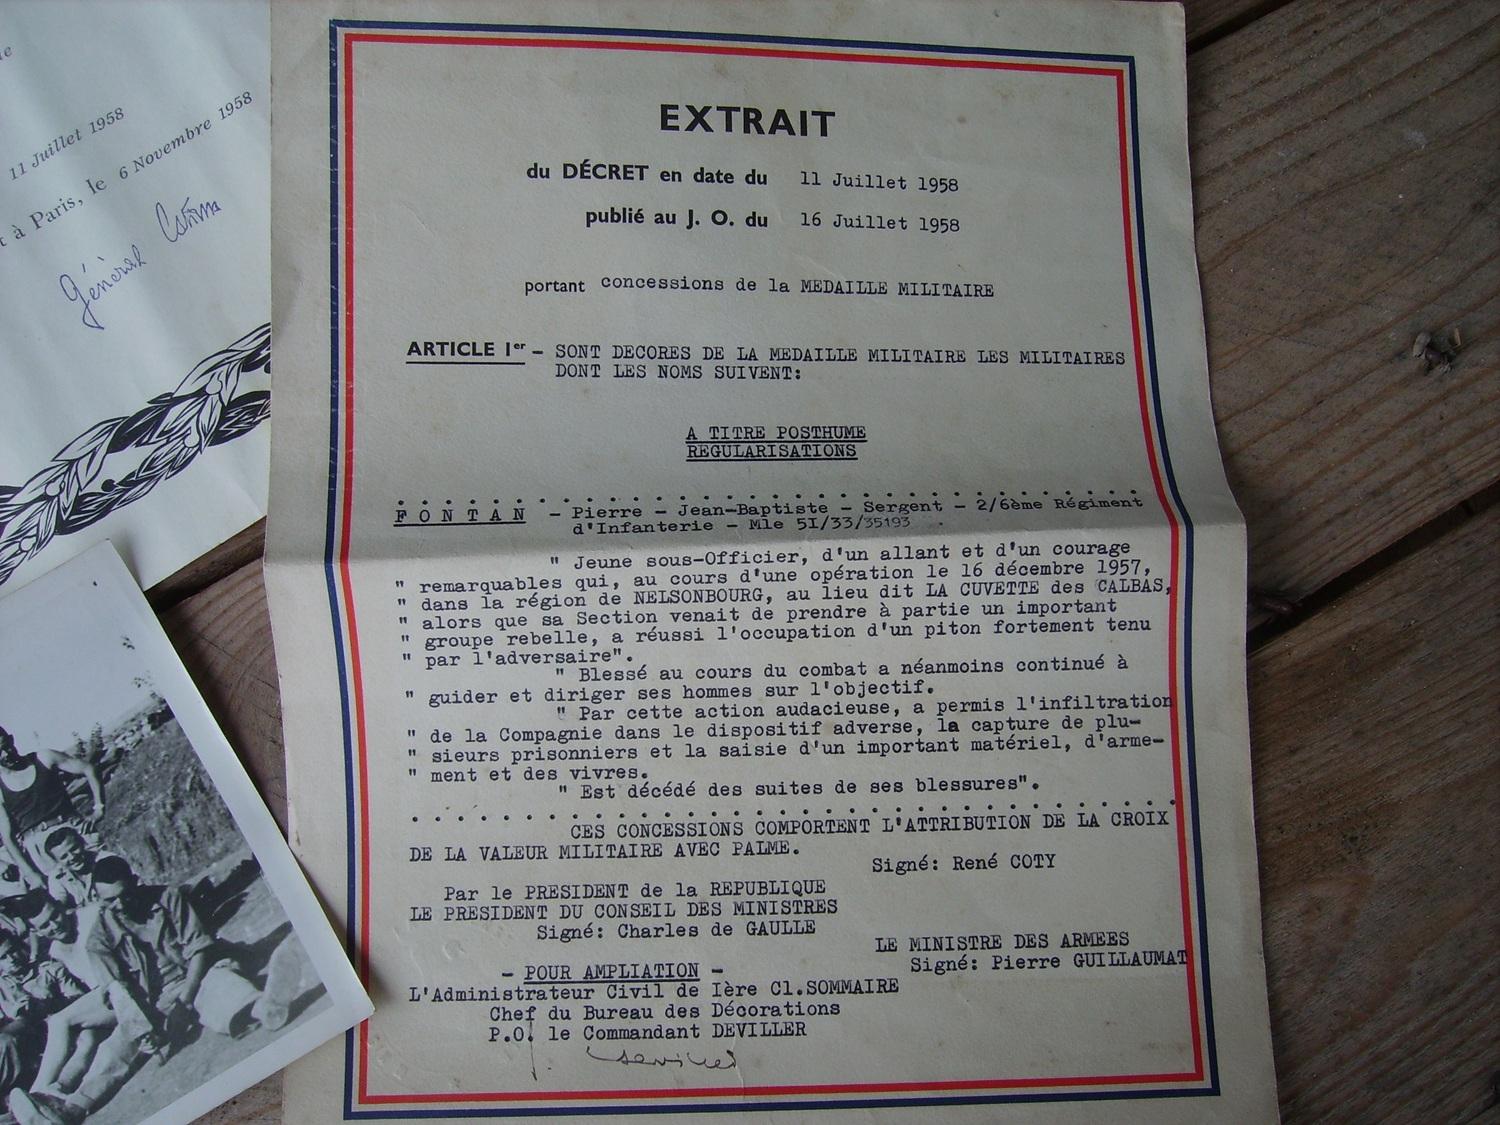 11 Juillet 1958
t à Paris, le 6 Novembre 1958
Général
EXTRAIT
du DÉCRET en date du 11 Juillet 1958
publié au J. O. du 16 Juillet 1958
portant concessions de la MEDAILLE MILITAIRE
ARTICLE Ier - SONT DECORES DE LA MEDAILLE MILITAIRE LES MILITAIRES
DONT LES NOMS SUIVENT:
A TITRE POSTHUME
REGULARISATIONS
FONTAN - Pierre - Jean-Baptiste - Sergent - 2/6ème Régiment
d'Infanterie - Mle 51/33/35193 .
" Jeune sous-Officier, d'un allant et d'un courage
" remarquables qui, au cours d'une opération le 16 décembre 1957,
" dans la région de NELSONBOURG, au lieu dit LA CUVETTE des CALBAS,
" alors que sa Section venait de prendre à partie un important
" groupe rebelle, a réussi l'occupation d'un piton fortement tenu
" par l'adversaire".
" Blessé au cours du combat a néanmoins continué à
" guider et diriger ses hommes sur l'objectif.
" Par cette action audacieuse, a permis l'infiltration
" de la Compagnie dans le dispositif adverse, la capture de plu-
" sieurs prisonniers et la saisie d'un important matériel, d'arme-
" ment et des vivres.
" Est décédé des suites de ses blessures".
CES CONCESSIONS COMPORTENT L'ATTRIBUTION DE LA CROIX
DE LA VALEUR MILITAIRE AVEC PALME.
Signé: René COTY
Par le PRESIDENT de la REPUBLIQUE
LE PRESIDENT DU CONSEIL DES MINISTRES
Signé: Charles de GAULLE
LE MINISTRE DES ARMEES
Signé: Pierre GUILLAUMAT
- POUR AMPLIATION -
L'Administrateur Civil de Ière Cl.SOMMAIRE
Chef du Bureau des Décorations
P.O. le Commandant DEVILLER